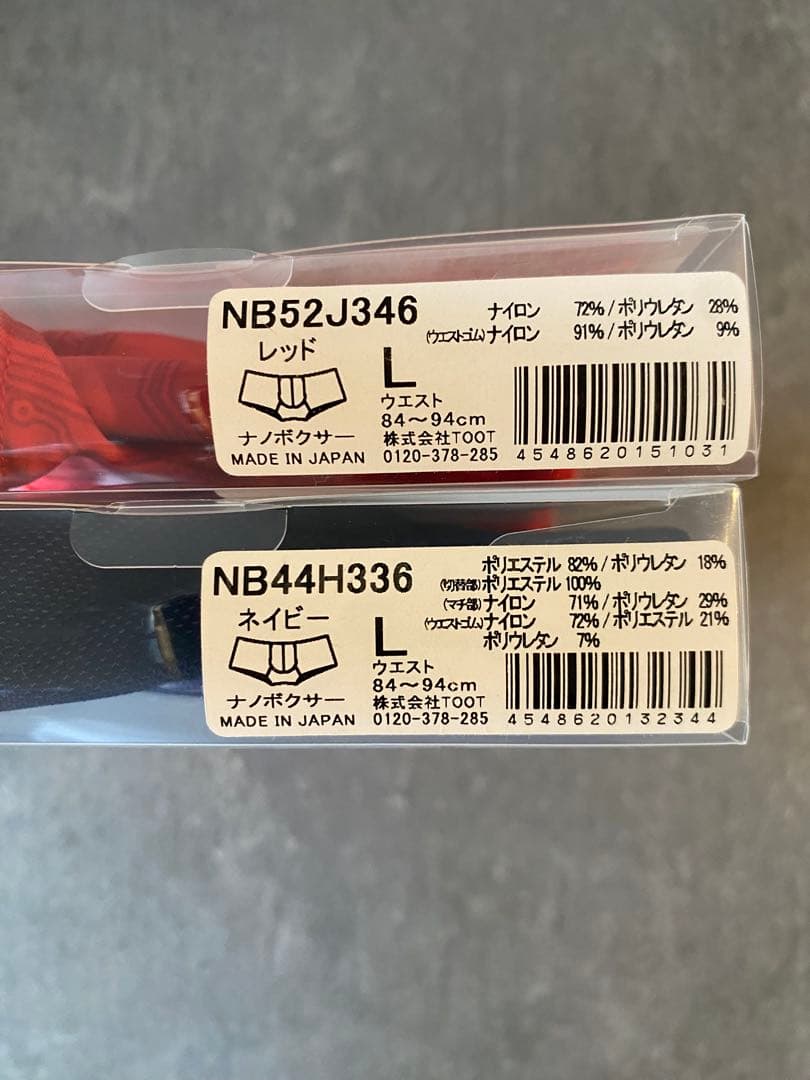 NB52J346
レッド
ナノボクサー
MADE IN JAPAN
L
ウエスト
84～94cm
株式会社TOOT
0120-378-285
ナイロン 72% / ポリウレタン 28%
(ウエストゴム)ナイロン 91% / ポリウレタン 9%
4548620151031
NB44H336
ネイビー
ナノボクサー
MADE IN JAPAN
L
ウエスト
84～94cm
株式会社TOOT
0120-378-285
ポリエステル 82% / ポリウレタン 18%
(切替部)ポリエステル 100%
(マチ部)ナイロン 71% / ポリウレタン 29%
(ウエストゴム)ナイロン 72% / ポリエステル 21%
ポリウレタン 7%
4548620132344